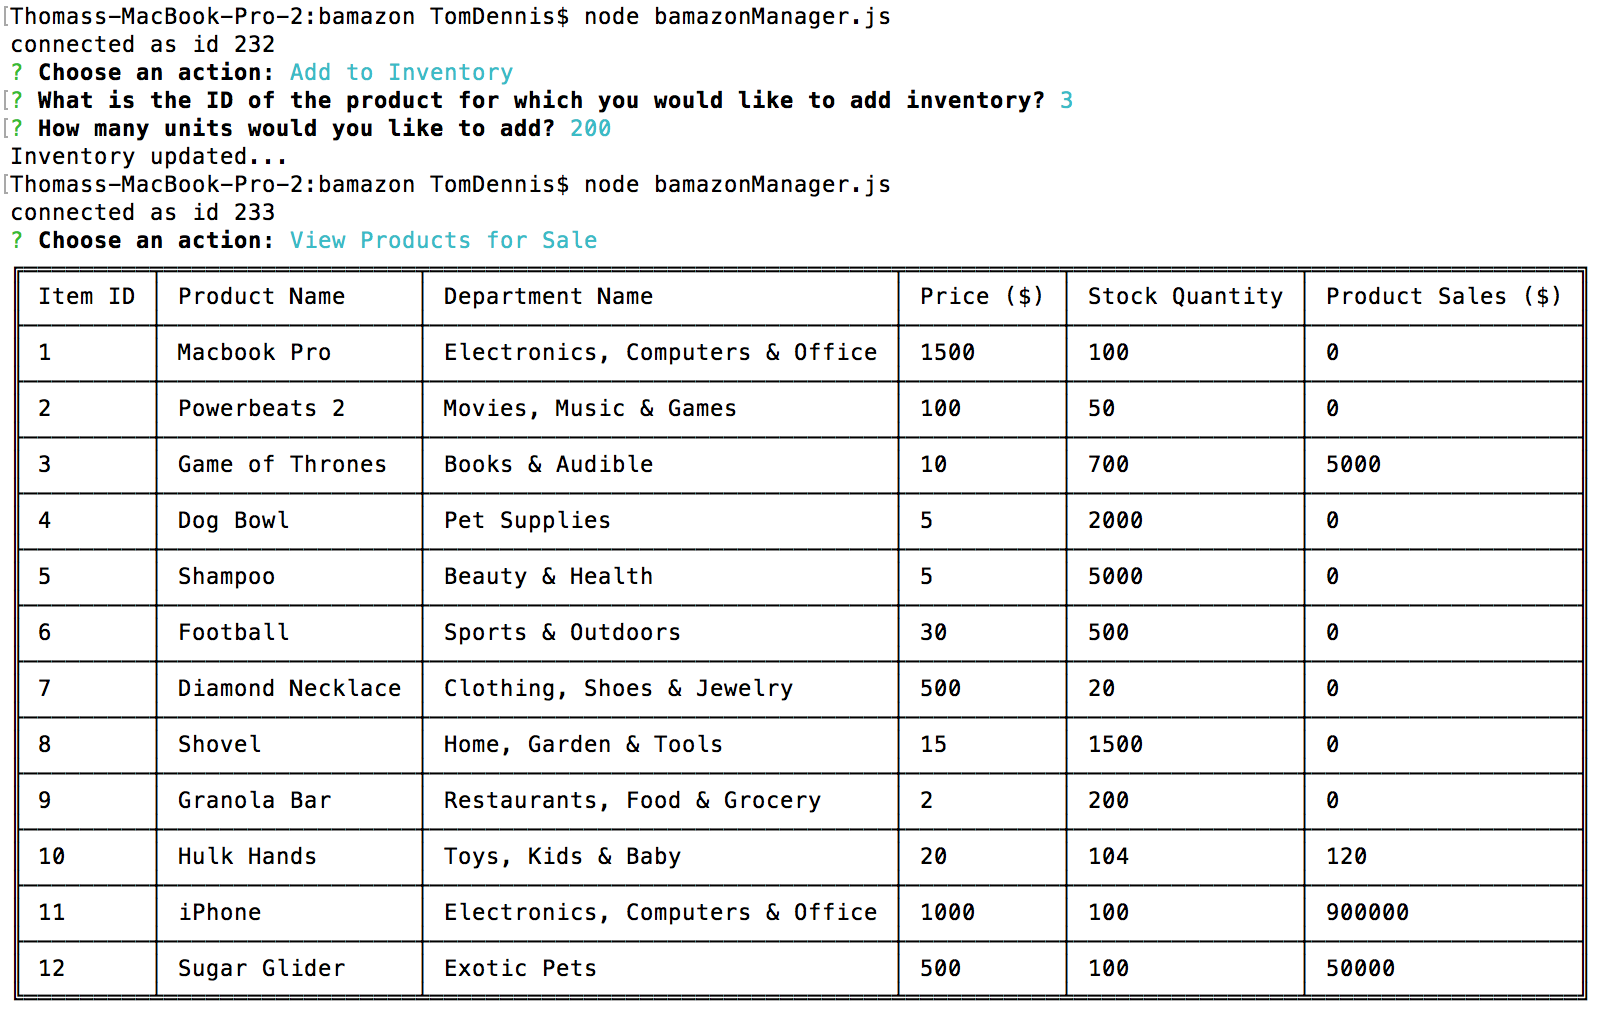 Thomass-MacBook-Pro-2:bamazon TomDennis$ node bamazonManager.js
connected as id 232
? Choose an action: Add to Inventory
? What is the ID of the product for which you would like to add inventory? 3
? How many units would you like to add? 200
Inventory updated...
Thomass-MacBook-Pro-2:bamazon TomDennis$ node bamazonManager.js
connected as id 233
? Choose an action: View Products for Sale
Item ID Product Name Department Name Price ($) Stock Quantity Product Sales ($)
1 Macbook Pro Electronics, Computers & Office 1500 100 0
2 Powerbeats 2 Movies, Music & Games 100 50 0
3 Game of Thrones Books & Audible 10 700 5000
4 Dog Bowl Pet Supplies 5 2000 0
5 Shampoo Beauty & Health 5 5000 0
6 Football Sports & Outdoors 30 500 0
7 Diamond Necklace Clothing, Shoes & Jewelry 500 20 0
8 Shovel Home, Garden & Tools 15 1500 0
9 Granola Bar Restaurants, Food & Grocery 2 200 0
10 Hulk Hands Toys, Kids & Baby 20 104 120
11 iPhone Electronics, Computers & Office 1000 100 900000
12 Sugar Glider Exotic Pets 500 100 50000